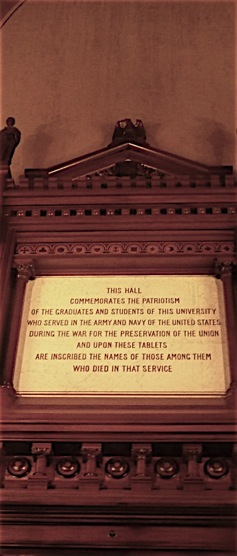 THIS HALL
COMMEMORATES THE PATRIOTISM
OF THE GRADUATES AND STUDENTS OF THIS UNIVERSITY
WHO SERVED IN THE ARMY AND NAVY OF THE UNITED STATES
DURING THE WAR FOR THE PRESERVATION OF THE UNION
AND UPON THESE TABLETS
ARE INSCRIBED THE NAMES OF THOSE AMONG THEM
WHO DIED IN THAT SERVICE